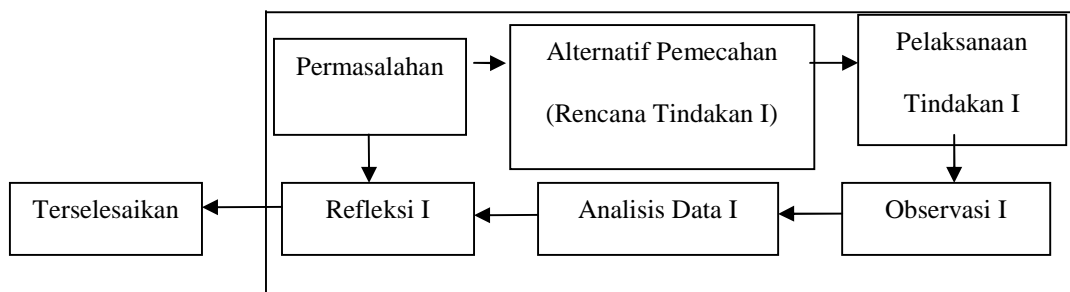 Permasalahan
Alternatif Pemecahan
(Rencana Tindakan I)
Pelaksanaan
Tindakan I
Terselesaikan
Refleksi I
Analisis Data I
Observasi I